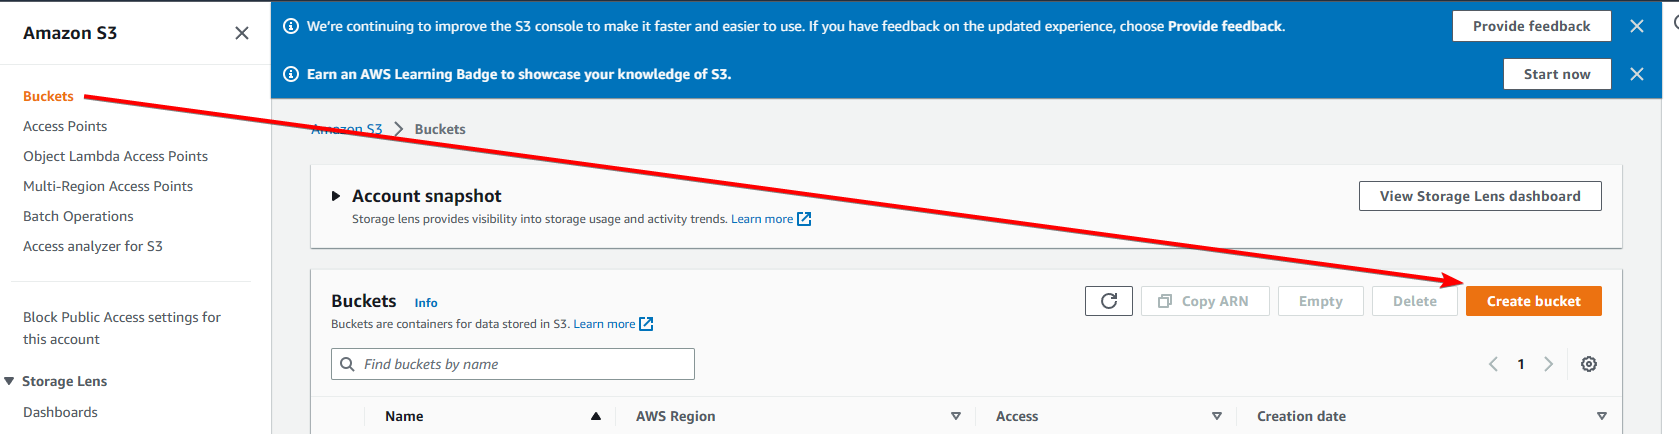 Amazon S3
Buckets
Access Points
Object Lambda Access Points
Multi-Region Access Points
Batch Operations
Access analyzer for S3
Block Public Access settings for
this account
Storage Lens
Dashboards
We're continuing to improve the S3 console to make it faster and easier to use. If you have feedback on the updated experience, choose Provide feedback. Provide feedback
Earn an AWS Learning Badge to showcase your knowledge of S3. Start now
Amazon S3 Buckets
Account snapshot View Storage Lens dashboard
Storage lens provides visibility into storage usage and activity trends. Learn more
Buckets Info Copy ARN Empty Delete Create bucket
Buckets are containers for data stored in S3. Learn more
Find buckets by name 1
Name AWS Region Access Creation date